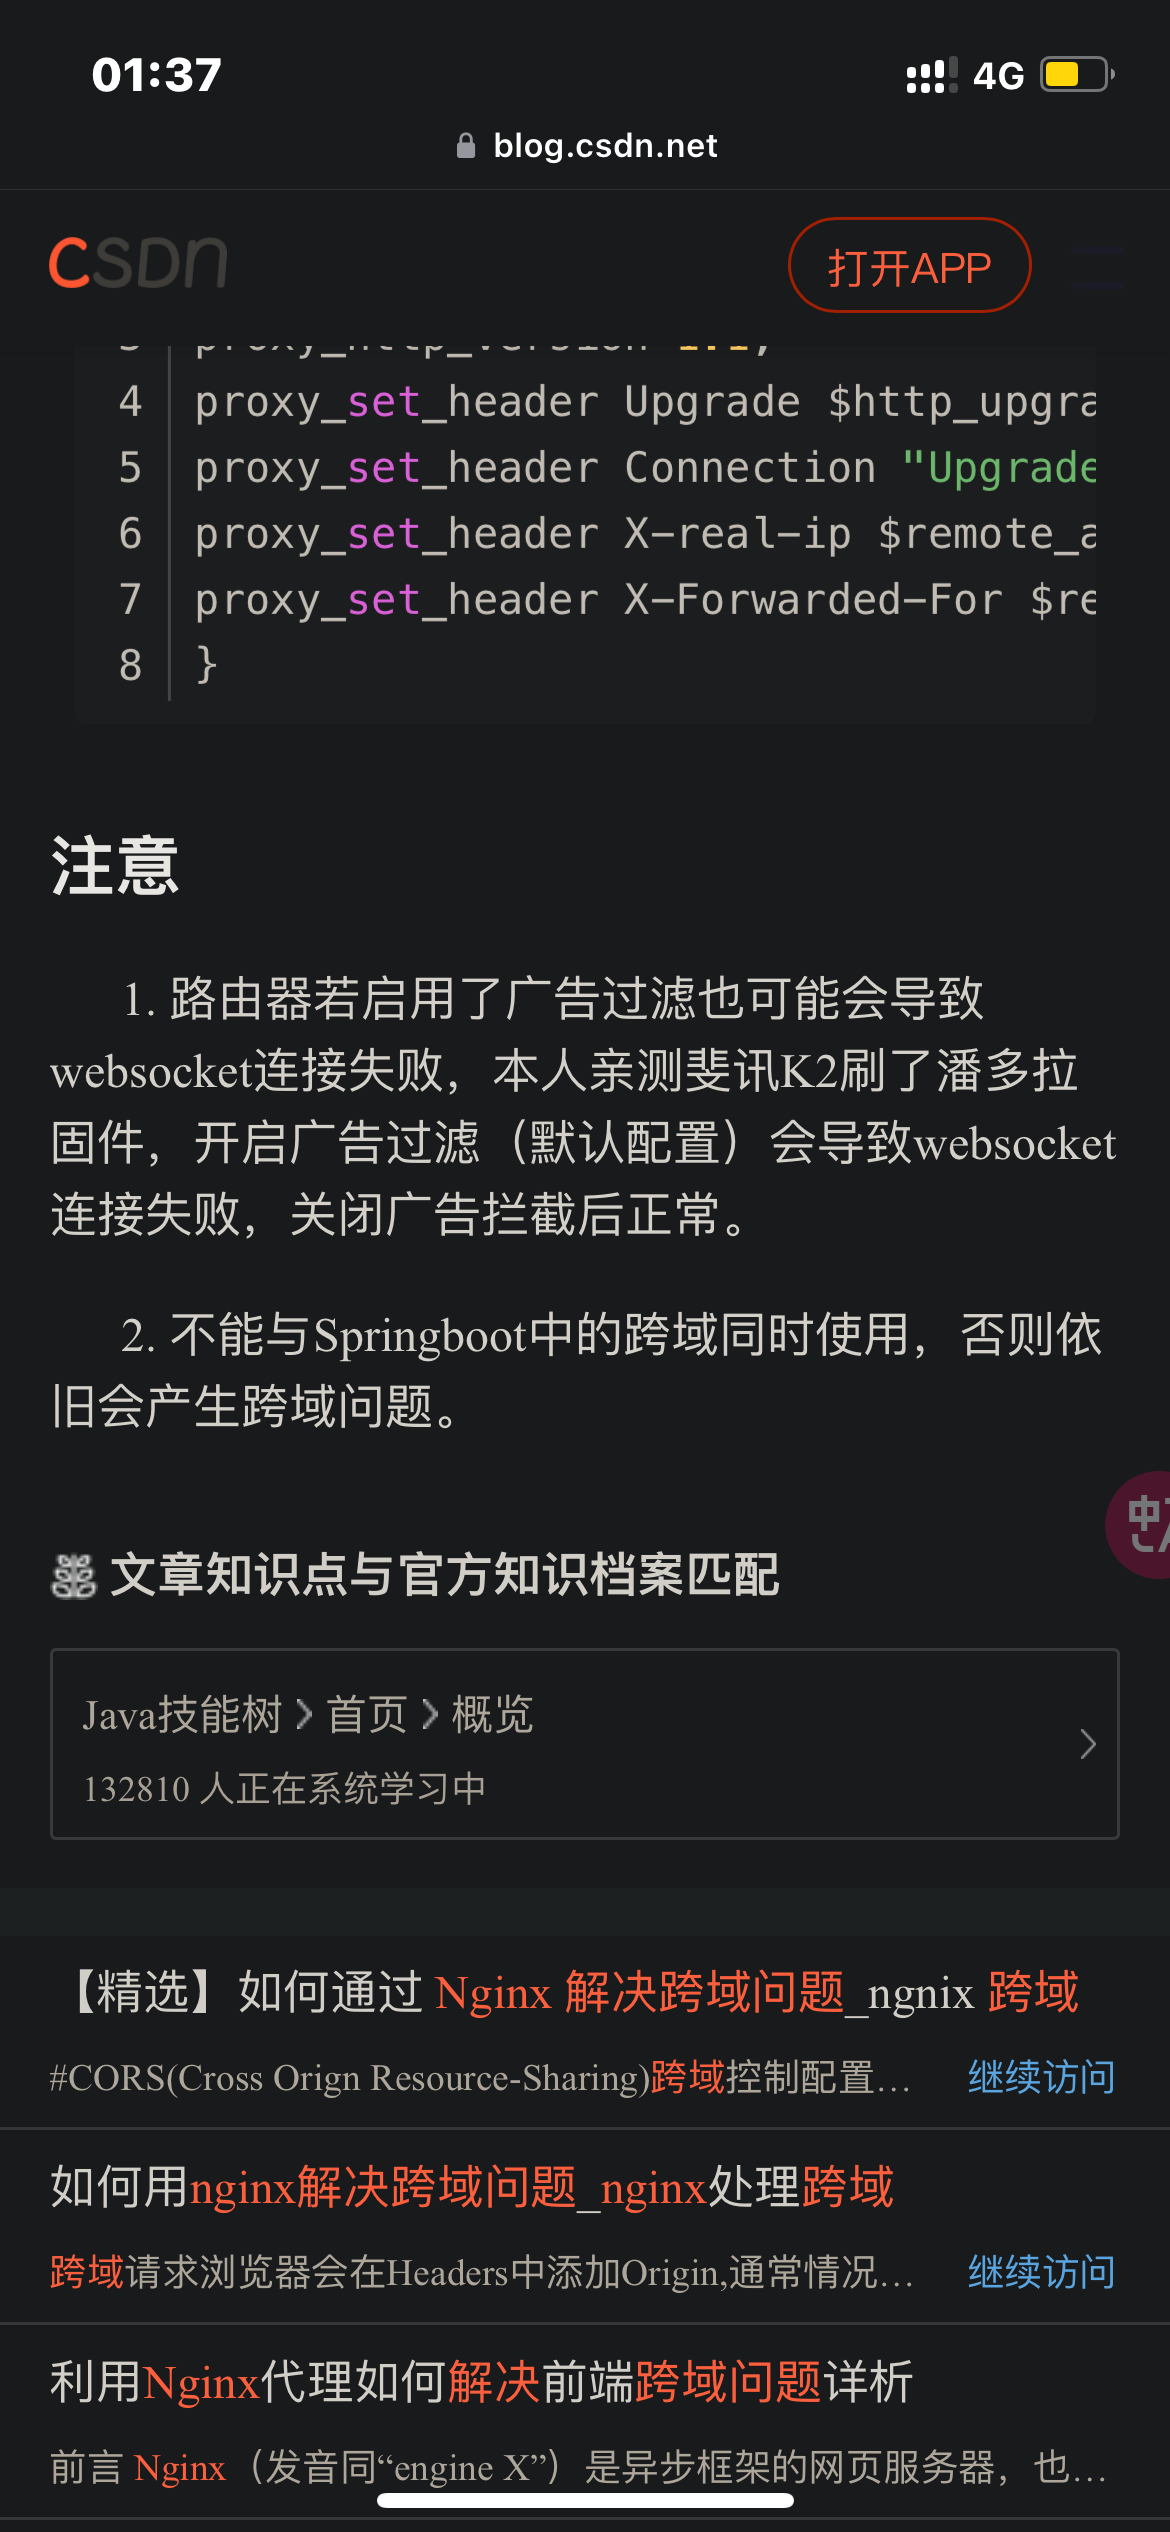 01:37
4G
blog.csdn.net
CSDN
打开APP
3 proxy_http_version 1.1;
4 proxy_set_header Upgrade $http_upgra
5 proxy_set_header Connection "Upgrade
6 proxy_set_header X-real-ip $remote_a
7 proxy_set_header X-Forwarded-For $re
8 }
注意
1. 路由器若启用了广告过滤也可能会导致
websocket连接失败，本人亲测斐讯K2刷了潘多拉
固件，开启广告过滤（默认配置）会导致websocket
连接失败，关闭广告拦截后正常。
2. 不能与Springboot中的跨域同时使用，否则依
旧会产生跨域问题。
文章知识点与官方知识档案匹配
Java技能树 > 首页 > 概览
132810 人正在系统学习中
【精选】如何通过 Nginx 解决跨域问题_ngnix 跨域
#CORS(Cross Orign Resource-Sharing)跨域控制配置... 继续访问
如何用nginx解决跨域问题_nginx处理跨域
跨域请求浏览器会在Headers中添加Origin,通常情况... 继续访问
利用Nginx代理如何解决前端跨域问题详析
前言 Nginx（发音同“engine X”）是异步框架的网页服务器，也...